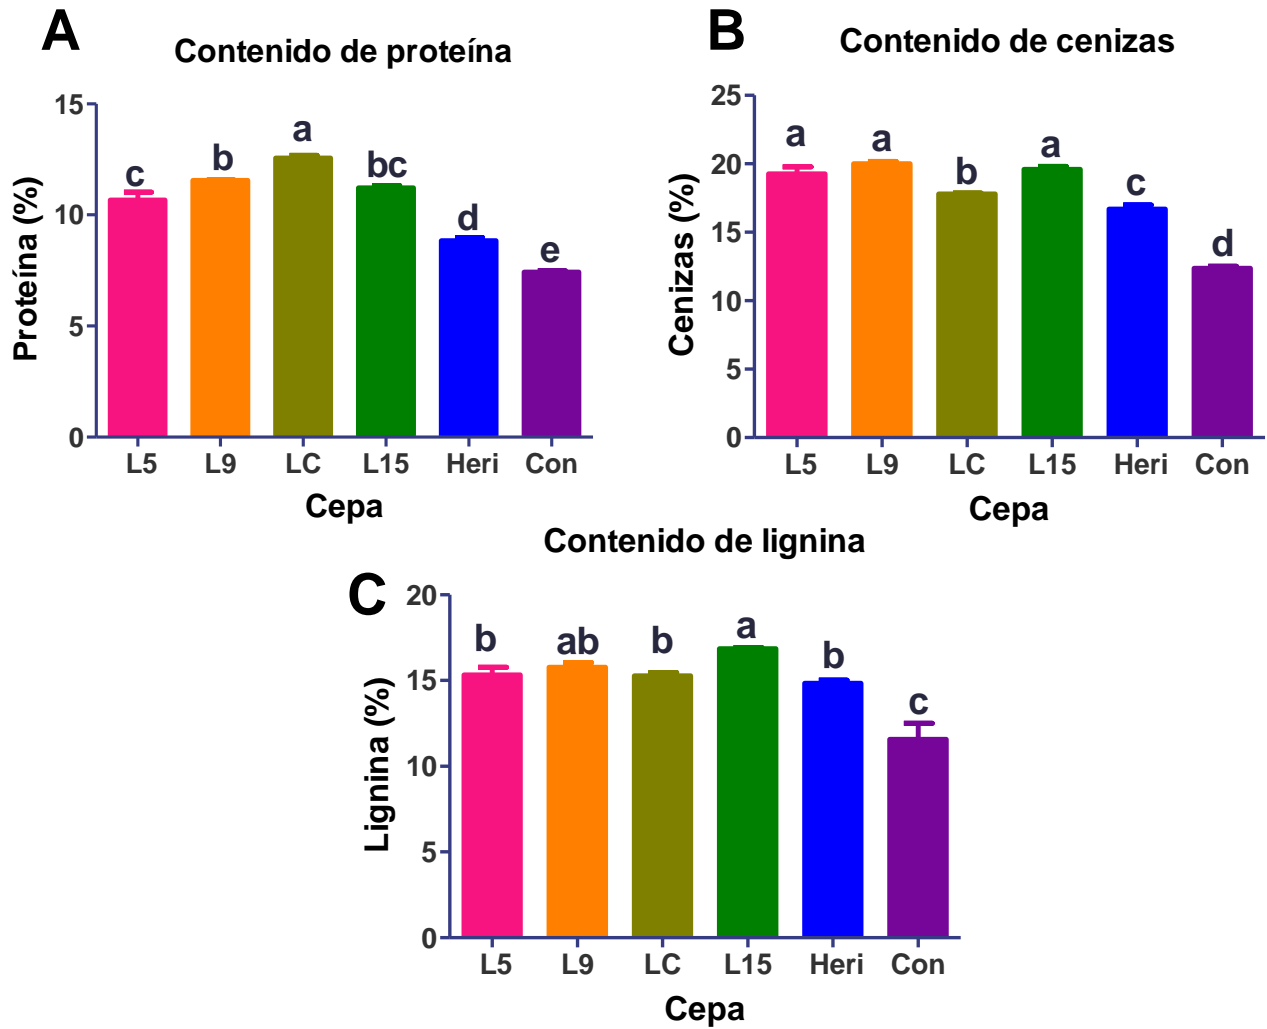 A
Contenido de proteína
15
10
5
0
Proteína (%)
c
b
a
bc
d
e
L5 L9 LC L15 Heri Con
Cepa
B
Contenido de cenizas
25
20
15
10
5
0
Cenizas (%)
a
a
b
a
c
d
L5 L9 LC L15 Heri Con
Cepa
C
Contenido de lignina
20
15
10
5
0
Lignina (%)
b
ab
b
a
b
c
L5 L9 LC L15 Heri Con
Cepa